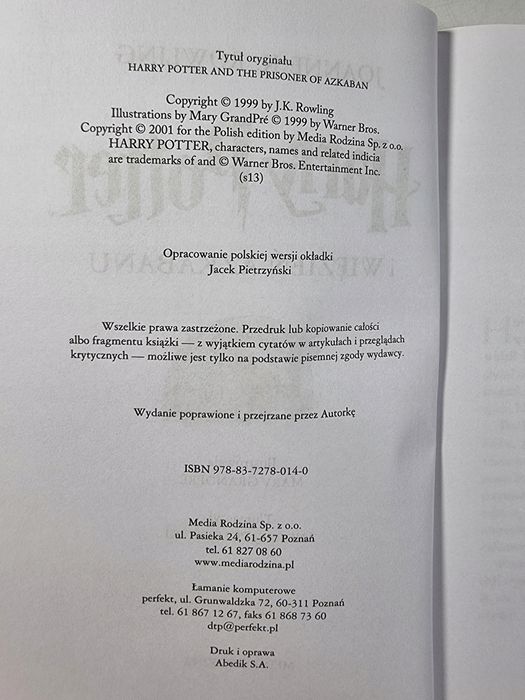 Tytuł oryginału
HARRY POTTER AND THE PRISONER OF AZKABAN
Copyright © 1999 by J.K. Rowling
Illustrations by Mary GrandPré © 1999 by Warner Bros.
Copyright © 2001 for the Polish edition by Media Rodzina Sp. z o.o.
HARRY POTTER, characters, names and related indicia
are trademarks of and © Warner Bros. Entertainment Inc.
(s13)
Opracowanie polskiej wersji okładki
Jacek Pietrzyński
Wszelkie prawa zastrzeżone. Przedruk lub kopiowanie całości
albo fragmentu książki — z wyjątkiem cytatów w artykułach i przeglądach
krytycznych — możliwe jest tylko na podstawie pisemnej zgody wydawcy.
Wydanie poprawione i przejrzane przez Autorkę
ISBN 978-83-7278-014-0
Media Rodzina Sp. z o.o.
ul. Pasieka 24, 61-657 Poznań
tel. 61 827 08 60
www.mediarodzina.pl
Łamanie komputerowe
perfekt, ul. Grunwaldzka 72, 60-311 Poznań
tel. 61 867 12 67, faks 61 868 73 60
dtp@perfekt.pl
Druk i oprawa
Abedik S.A.